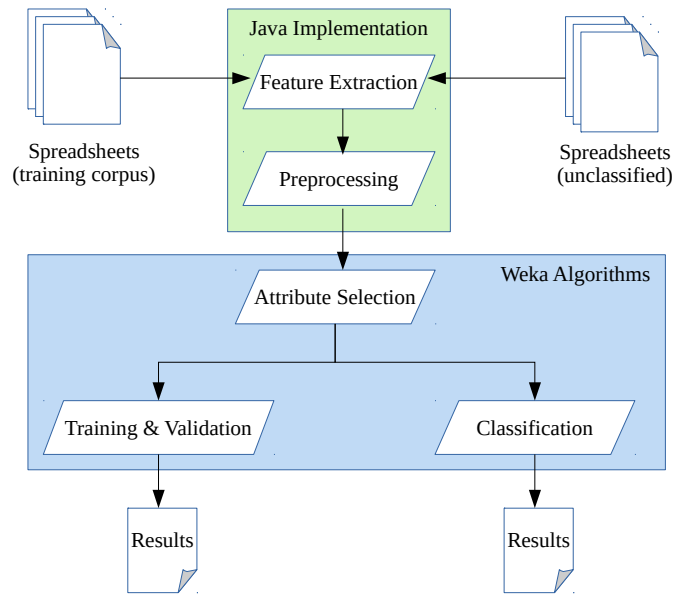 Java Implementation
Feature Extraction
Spreadsheets
(training corpus)
Spreadsheets
(unclassified)
Preprocessing
Weka Algorithms
Attribute Selection
Training & Validation
Classification
Results
Results